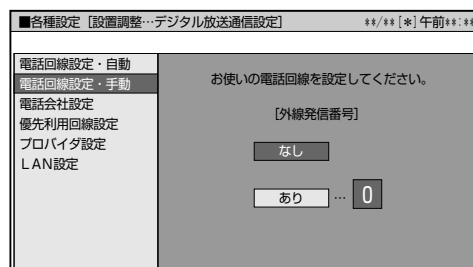 ■各種設定［設置調整…デジタル放送通信設定］ **/**[*]午前**:**
電話回線設定・自動
電話回線設定・手動
電話会社設定
優先利用回線設定
プロバイダ設定
LAN設定
お使いの電話回線を設定してください。
［外線発信番号］
なし
あり … 0